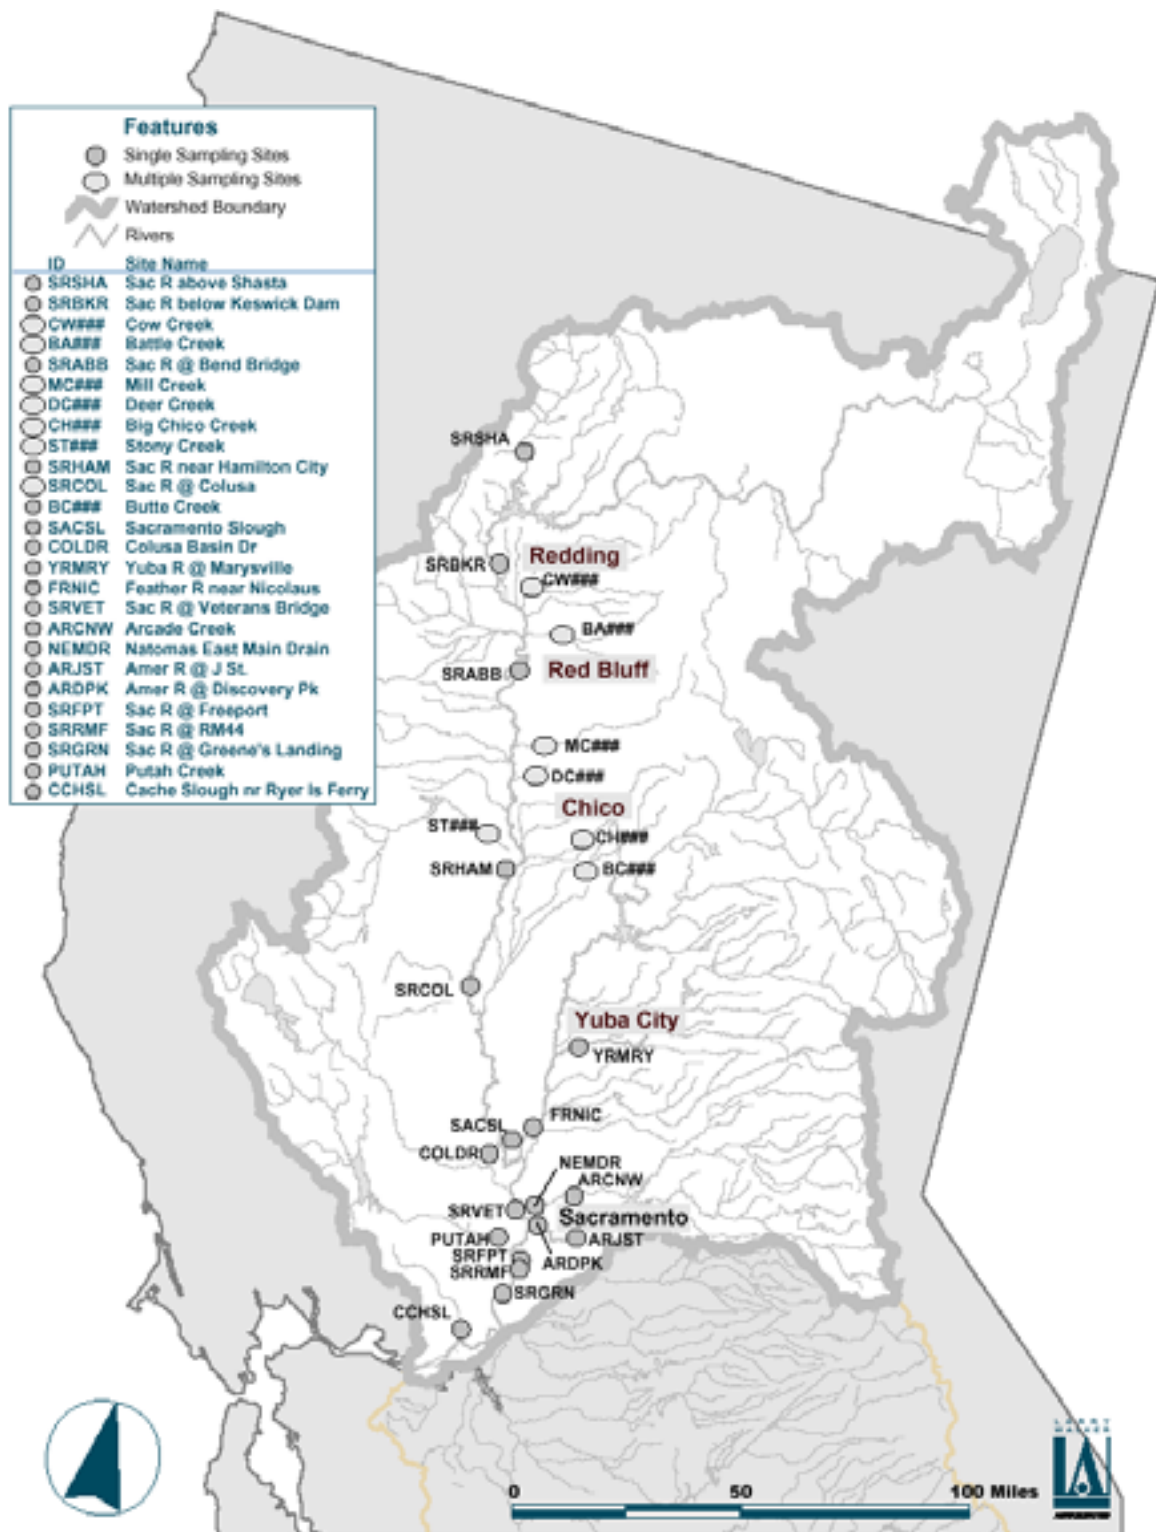 Features
Single Sampling Sites
Multiple Sampling Sites
Watershed Boundary
Rivers
ID Site Name
SRSHA Sac R above Shasta
SRBKR Sac R below Keswick Dam
CW### Cow Creek
BA### Battle Creek
SRABB Sac R @ Bend Bridge
MC### Mill Creek
DC### Deer Creek
CH### Big Chico Creek
ST### Stony Creek
SRHAM Sac R near Hamilton City
SRCOL Sac R @ Colusa
BC### Butte Creek
SACSL Sacramento Slough
COLDR Colusa Basin Dr
YRMRY Yuba R @ Marysville
FRNIC Feather R near Nicolaus
SRVET Sac R @ Veterans Bridge
ARCNW Arcade Creek
NEMDR Natomas East Main Drain
ARJST Amer R @ J St.
ARDPK Amer R @ Discovery Pk
SRFPT Sac R @ Freeport
SRRMF Sac R @ RM44
SRGRN Sac R @ Greene's Landing
PUTAH Putah Creek
CCHSL Cache Slough nr Ryer Is Ferry
SRSHA
SRBKR
Redding
CW###
BA###
SRABB
Red Bluff
MC###
DC###
Chico
ST###
CH###
SRHAM
BC###
SRCOL
Yuba City
YRMRY
FRNIC
SACSL
COLDR
NEMDR
ARCNW
SRVET
Sacramento
PUTAH
ARJST
SRFPT
ARDPK
SRRMF
SRGRN
CCHSL
LARRY
WALKER
0 50 100 Miles